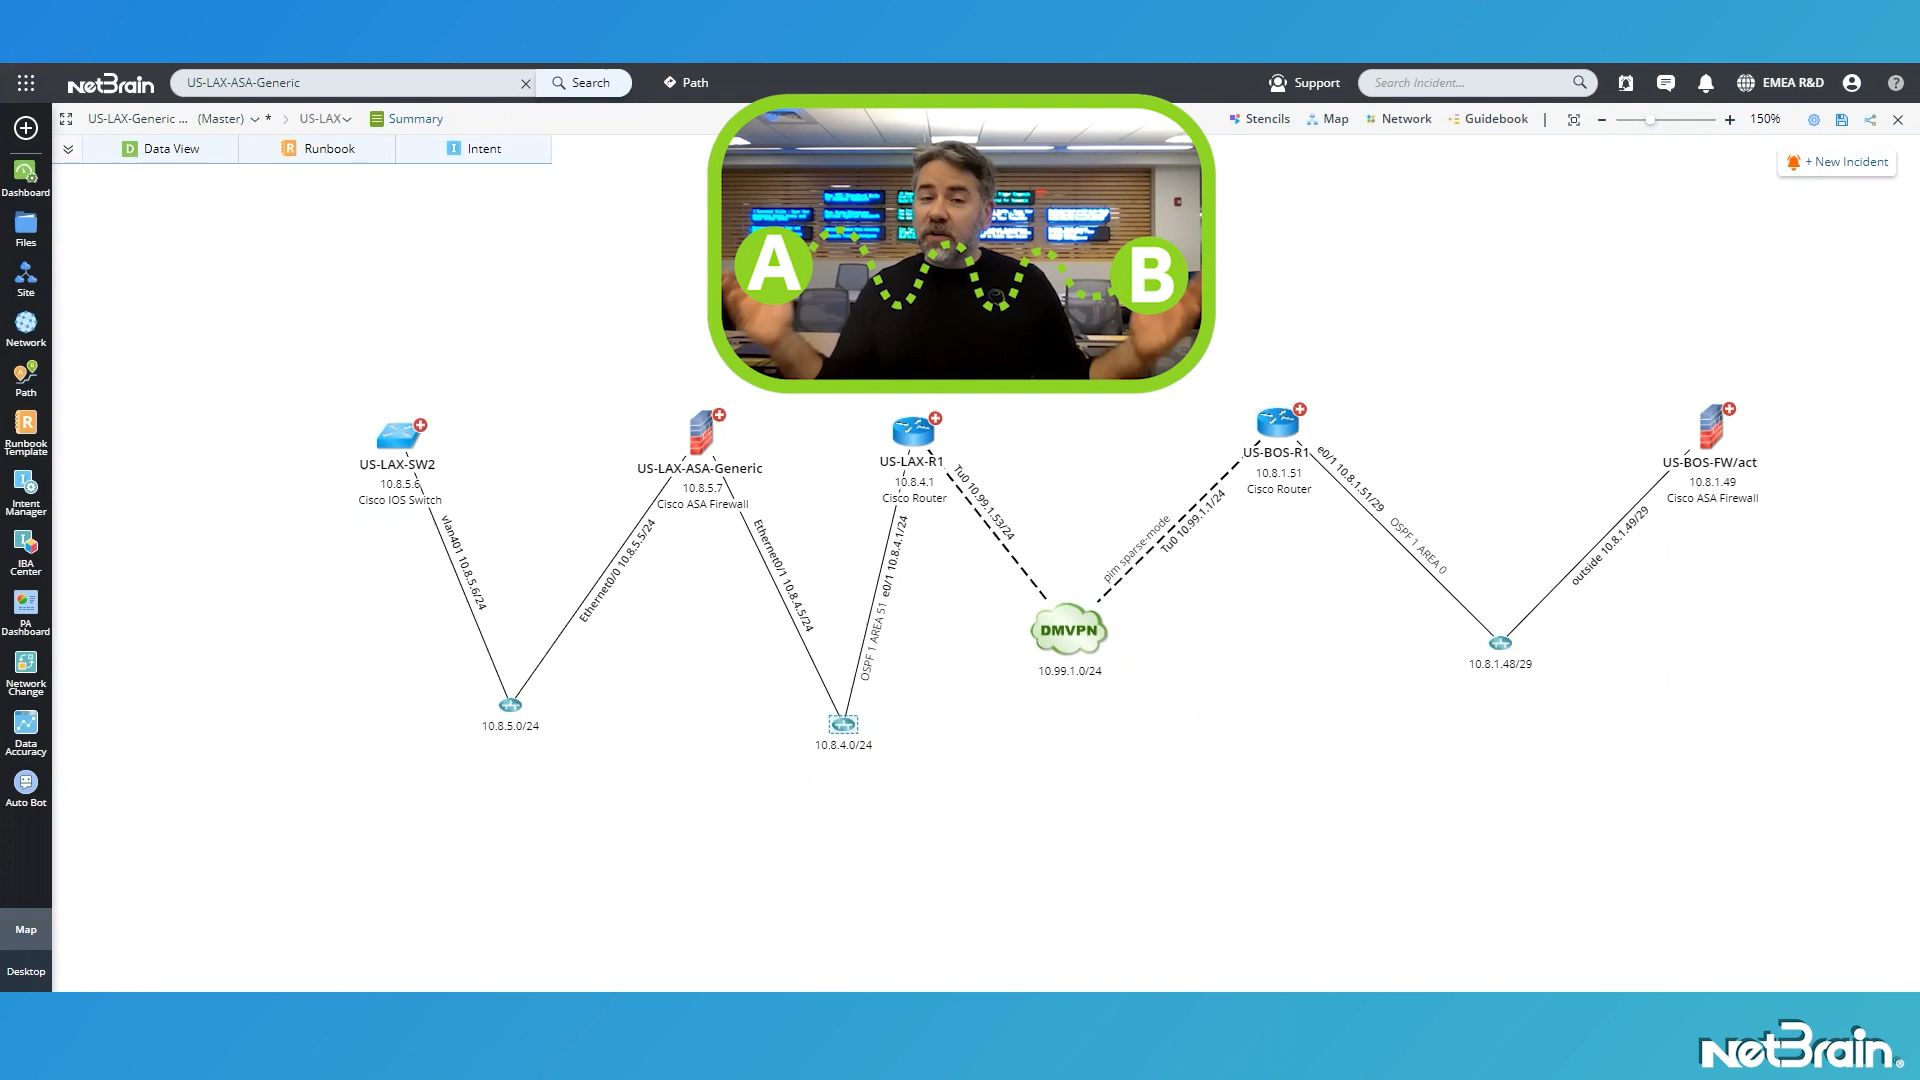 NetBrain
US-LAX-ASA-Generic
Search
Path
Support
Search Incident...
EMEA R&D
US-LAX-Generic ... (Master) *
US-LAX
Summary
Stencils
Map
Network
Guidebook
150%
Data View
Runbook
Intent
+ New Incident
Dashboard
Files
Site
Network
Path
Runbook
Template
Intent
Manager
IBA
Center
PA
Dashboard
Network
Change
Data
Accuracy
Auto Bot
Map
Desktop
A
B
US-LAX-SW2
10.8.5.6
Cisco IOS Switch
vlan401 10.8.5.6/24
10.8.5.0/24
US-LAX-ASA-Generic
10.8.5.7
Cisco ASA Firewall
Ethernet0/0 10.8.5.5/24
Ethernet0/1 10.8.4.5/24
10.8.4.0/24
US-LAX-R1
10.8.4.1
Cisco Router
OSPF 1 AREA 51 e0/1 10.8.4.1/24
Tu0 10.99.1.53/24
DMVPN
10.99.1.0/24
pim sparse-mode
Tu0 10.99.1.1/24
US-BOS-R1
10.8.1.51
Cisco Router
e0/1 10.8.1.51/29
OSPF 1 AREA 0
10.8.1.48/29
outside 10.8.1.49/29
US-BOS-FW/act
10.8.1.49
Cisco ASA Firewall
NetBrain